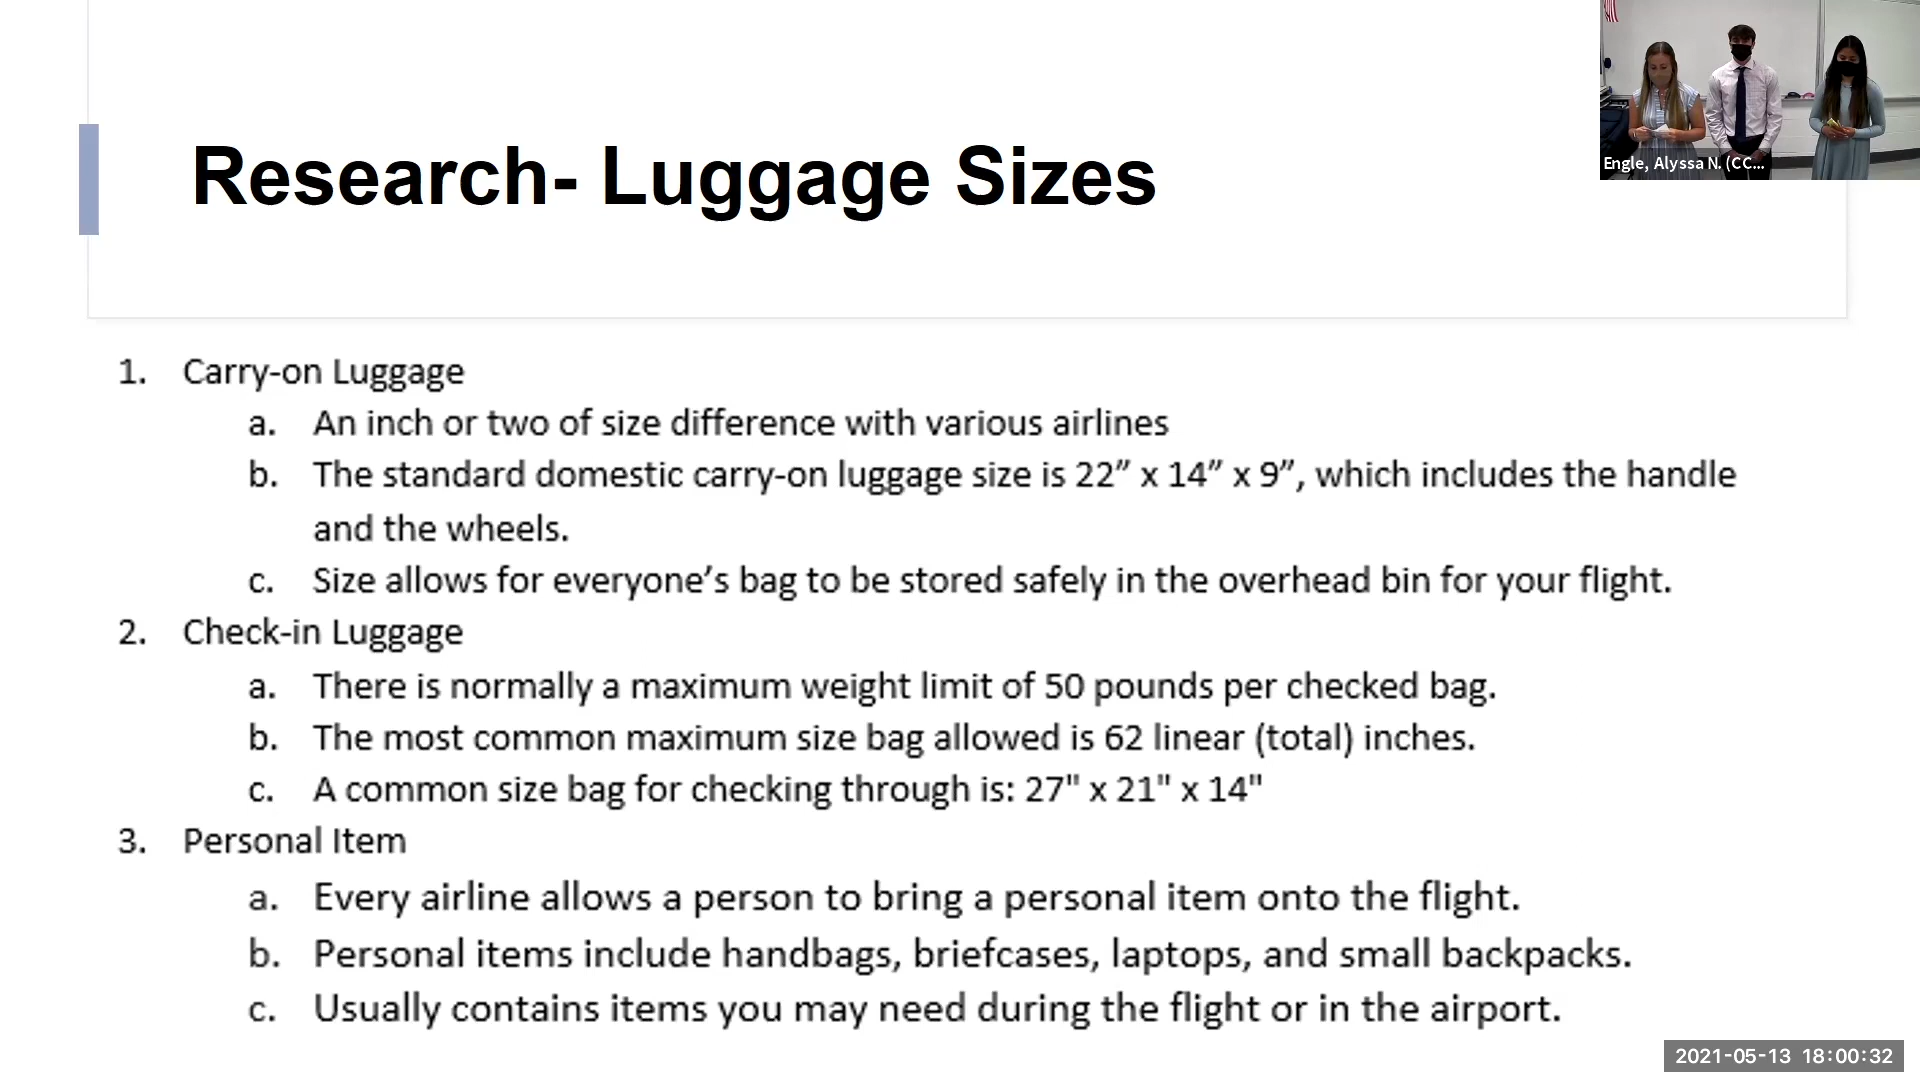 Research- Luggage Sizes
Engle, Alyssa N. (CC...
1. Carry-on Luggage
a. An inch or two of size difference with various airlines
b. The standard domestic carry-on luggage size is 22” x 14” x 9”, which includes the handle
and the wheels.
c. Size allows for everyone’s bag to be stored safely in the overhead bin for your flight.
2. Check-in Luggage
a. There is normally a maximum weight limit of 50 pounds per checked bag.
b. The most common maximum size bag allowed is 62 linear (total) inches.
c. A common size bag for checking through is: 27" x 21" x 14"
3. Personal Item
a. Every airline allows a person to bring a personal item onto the flight.
b. Personal items include handbags, briefcases, laptops, and small backpacks.
c. Usually contains items you may need during the flight or in the airport.
2021-05-13 18:00:32